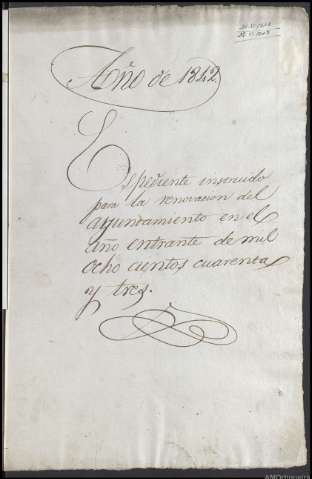 Año de 1842
Espediente instruido
para la renovacion del
ayuntamiento en el
año entrante de mil
ocho cientos cuarenta
y tres.